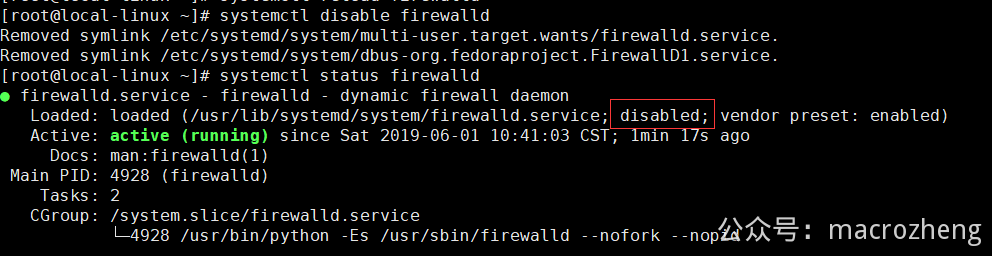 [root@local-linux ~]# systemctl disable firewalld
Removed symlink /etc/systemd/system/multi-user.target.wants/firewalld.service.
Removed symlink /etc/systemd/system/dbus-org.fedoraproject.FirewallD1.service.
[root@local-linux ~]# systemctl status firewalld
● firewalld.service - firewalld - dynamic firewall daemon
Loaded: loaded (/usr/lib/systemd/system/firewalld.service; disabled; vendor preset: enabled)
Active: active (running) since Sat 2019-06-01 10:41:03 CST; 1min 17s ago
Docs: man:firewalld(1)
Main PID: 4928 (firewalld)
Tasks: 2
CGroup: /system.slice/firewalld.service
└─4928 /usr/bin/python -Es /usr/sbin/firewalld --nofork --nopid
公众号：macrozheng